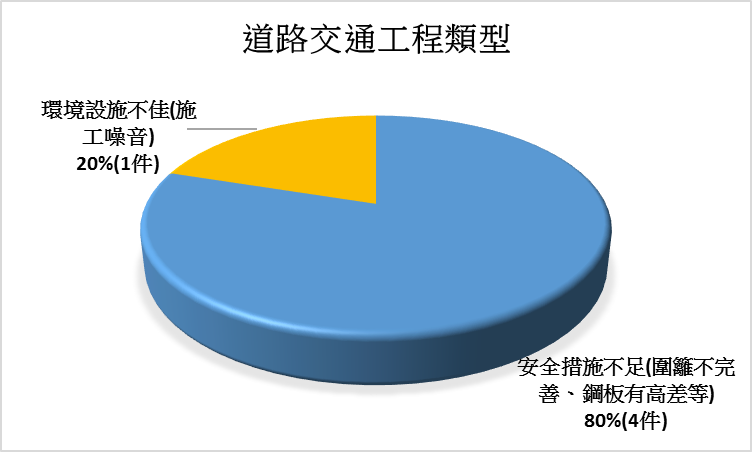 道路交通工程類型
環境設施不佳(施
工噪音)
20%(1件)
安全措施不足(圍籬不完
善、鋼板有高差等)
80%(4件)